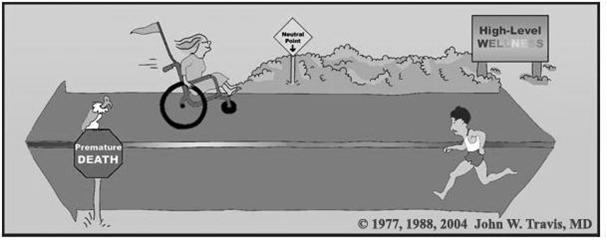 Neutral
Point
High-Level
WELLNESS
Premature
DEATH
© 1977, 1988, 2004 John W. Travis, MD